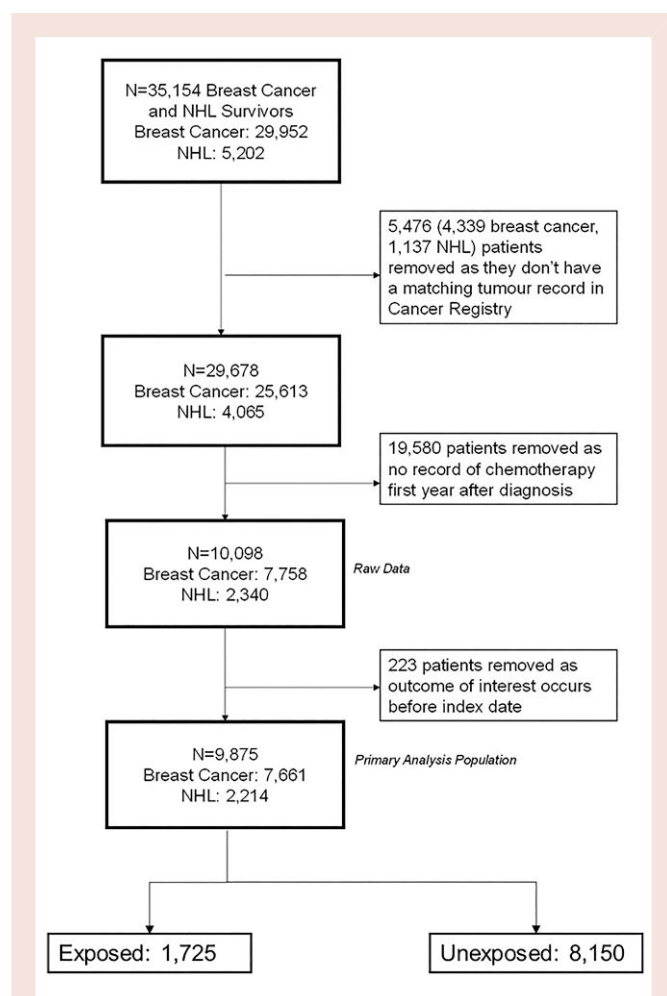 N=35,154 Breast Cancer
and NHL Survivors
Breast Cancer: 29,952
NHL: 5,202
5,476 (4,339 breast cancer,
1,137 NHL) patients
removed as they don't have
a matching tumour record in
Cancer Registry
N=29,678
Breast Cancer: 25,613
NHL: 4,065
19,580 patients removed as
no record of chemotherapy
first year after diagnosis
N=10,098
Breast Cancer: 7,758
NHL: 2,340
Raw Data
223 patients removed as
outcome of interest occurs
before index date
N=9,875
Breast Cancer: 7,661
NHL: 2,214
Primary Analysis Population
Exposed: 1,725
Unexposed: 8,150